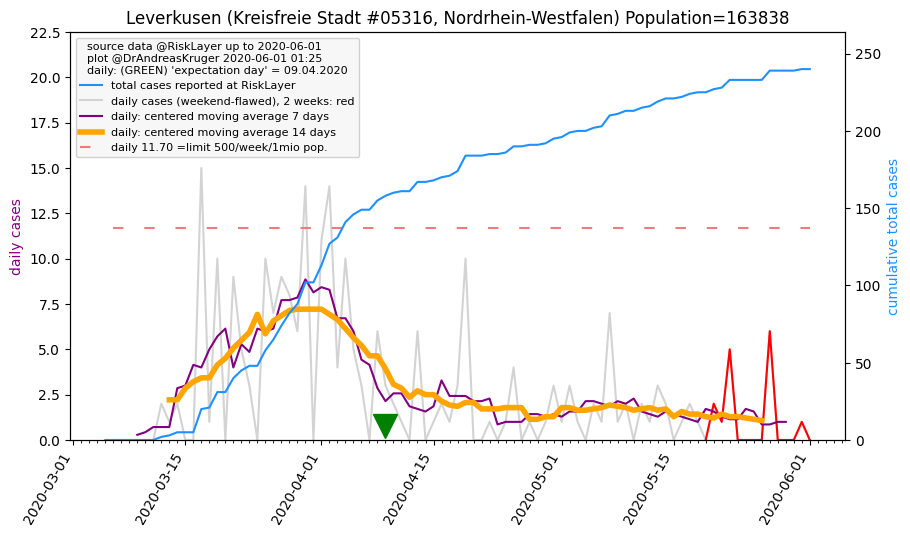 Leverkusen (Kreisfreie Stadt #05316, Nordrhein-Westfalen) Population=163838
source data @RiskLayer up to 2020-06-01
plot @DrAndreasKruger 2020-06-01 01:25
daily: (GREEN) 'expectation day' = 09.04.2020
total cases reported at RiskLayer
daily cases (weekend-flawed), 2 weeks: red
daily: centered moving average 7 days
daily: centered moving average 14 days
daily 11.70 =limit 500/week/1mio pop.
daily cases
22.5
20.0
17.5
15.0
12.5
10.0
7.5
5.0
2.5
0.0
250
200
150
100
50
0
cumulative total cases
2020-03-01
2020-03-15
2020-04-01
2020-04-15
2020-05-01
2020-05-15
2020-06-01